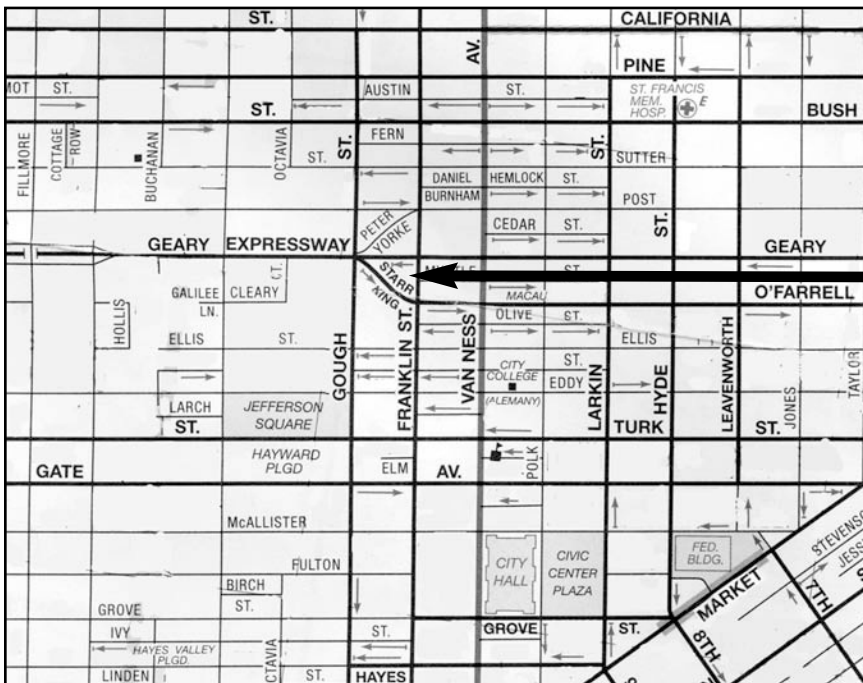 ST.
CALIFORNIA
AV.
PINE
ST.
AUSTIN
ST.
ST. FRANCIS
MEM.
HOSP.
E
ST.
BUSH
FILLMORE
COTTAGE
ROW
BUCHANAN
OCTAVIA
ST.
ST.
FERN
ST.
SUTTER
DANIEL
BURNHAM
HEMLOCK
ST.
POST
PETER
YORKE
CEDAR
ST.
ST.
GEARY
EXPRESSWAY
GEARY
STARR
KING
ST.
MACAU
O'FARRELL
GALILEE
LN.
CLEARY
CT.
HOLLIS
ELLIS
ST.
OLIVE
ST.
ELLIS
GOUGH
FRANKLIN ST.
VAN NESS
CITY
COLLEGE
(ALEMANY)
ST.
EDDY
LARKIN
HYDE
LEAVENWORTH
JONES
TAYLOR
LARCH
ST.
JEFFERSON
SQUARE
TURK
ST.
GATE
HAYWARD
PLGD
ELM
AV.
POLK
McALLISTER
FULTON
CITY
HALL
CIVIC
CENTER
PLAZA
FED.
BLDG.
MARKET
7TH
8TH
BIRCH
ST.
GROVE
IVY
HAYES VALLEY
PLGD.
LINDEN
ST.
ST.
HAYES
GROVE
ST.